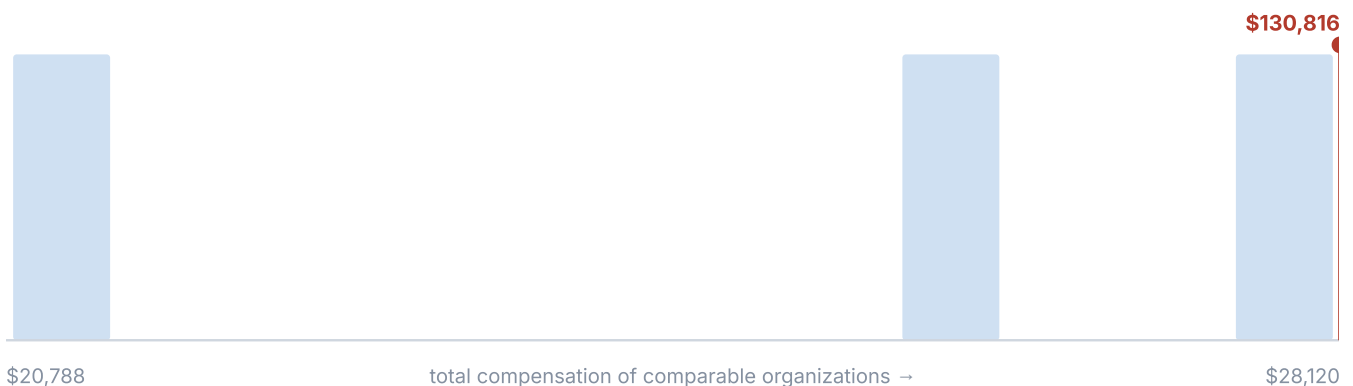 $130,816
$20,788 total compensation of comparable organizations → $28,120